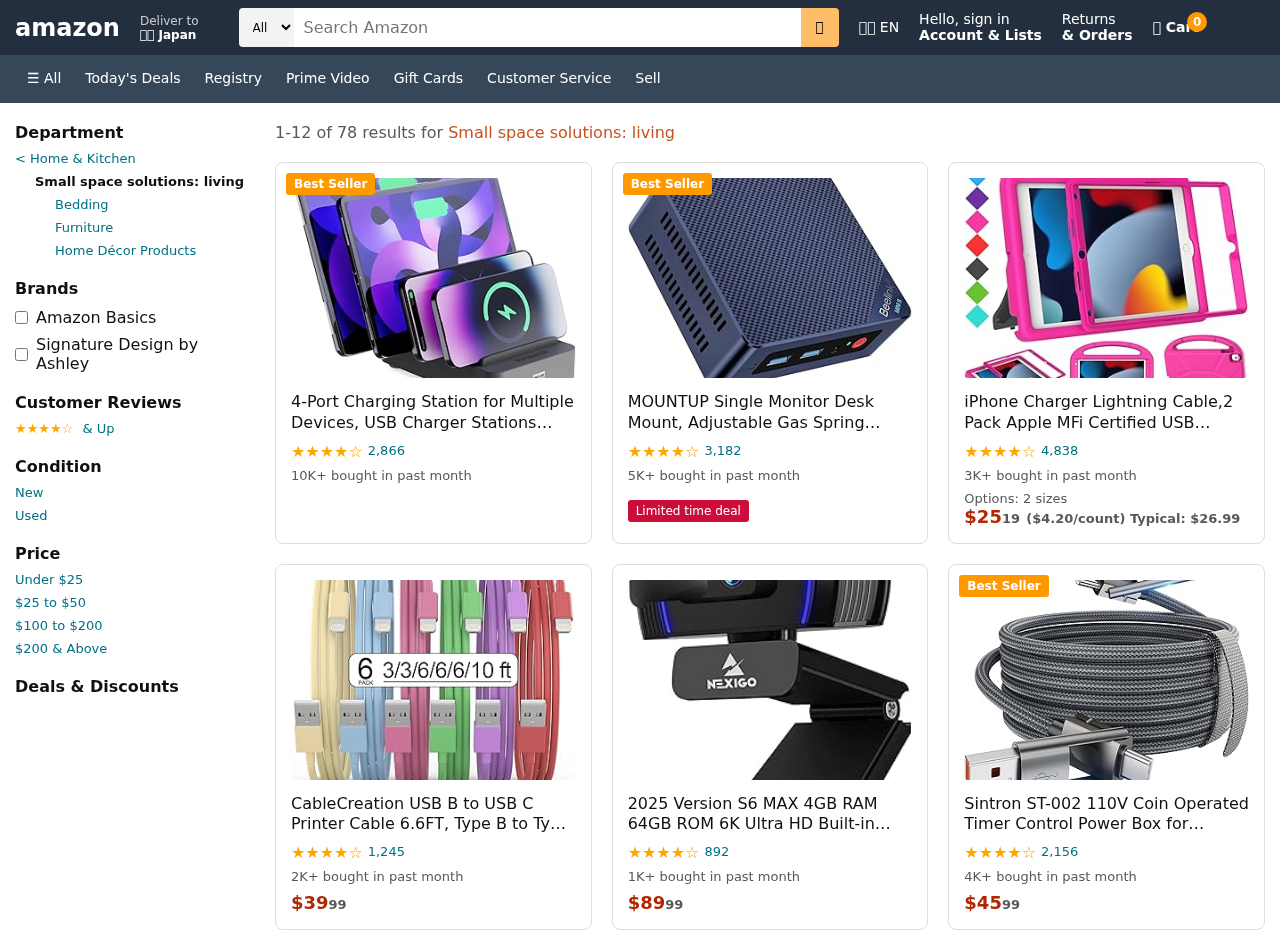 amazon
Deliver to
Japan
All
Search Amazon
EN
Hello, sign in
Account & Lists
Returns
& Orders
0
☰ All
Today's Deals
Registry
Prime Video
Gift Cards
Customer Service
Sell
Department
< Home & Kitchen
Small space solutions: living
Bedding
Furniture
Home Décor Products
Brands
Amazon Basics
Signature Design by
Ashley
Customer Reviews
★★★★☆ & Up
Condition
New
Used
Price
Under $25
$25 to $50
$100 to $200
$200 & Above
Deals & Discounts
1-12 of 78 results for Small space solutions: living
Best Seller
4-Port Charging Station for Multiple
Devices, USB Charger Stations…
★★★★☆ 2,866
10K+ bought in past month
Best Seller
Beelink
MOUNTUP Single Monitor Desk
Mount, Adjustable Gas Spring…
★★★★☆ 3,182
5K+ bought in past month
Limited time deal
iPhone Charger Lightning Cable,2
Pack Apple MFi Certified USB…
★★★★☆ 4,838
3K+ bought in past month
Options: 2 sizes
$25 19 ($4.20/count) Typical: $26.99
6 PACK 3/3/6/6/6/10 ft
CableCreation USB B to USB C
Printer Cable 6.6FT, Type B to Ty…
★★★★☆ 1,245
2K+ bought in past month
$39 99
NEXIGO
2025 Version S6 MAX 4GB RAM
64GB ROM 6K Ultra HD Built-in…
★★★★☆ 892
1K+ bought in past month
$89 99
Best Seller
Sintron ST-002 110V Coin Operated
Timer Control Power Box for…
★★★★☆ 2,156
4K+ bought in past month
$45 99